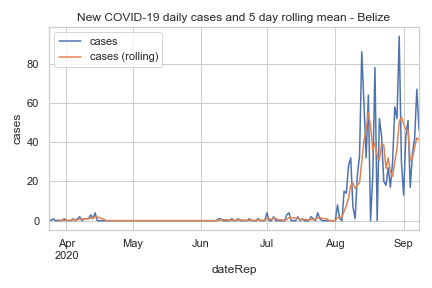 New COVID-19 daily cases and 5 day rolling mean - Belize
cases
cases (rolling)
80
60
40
20
0
cases
Apr
2020
May
Jun
Jul
Aug
Sep
dateRep